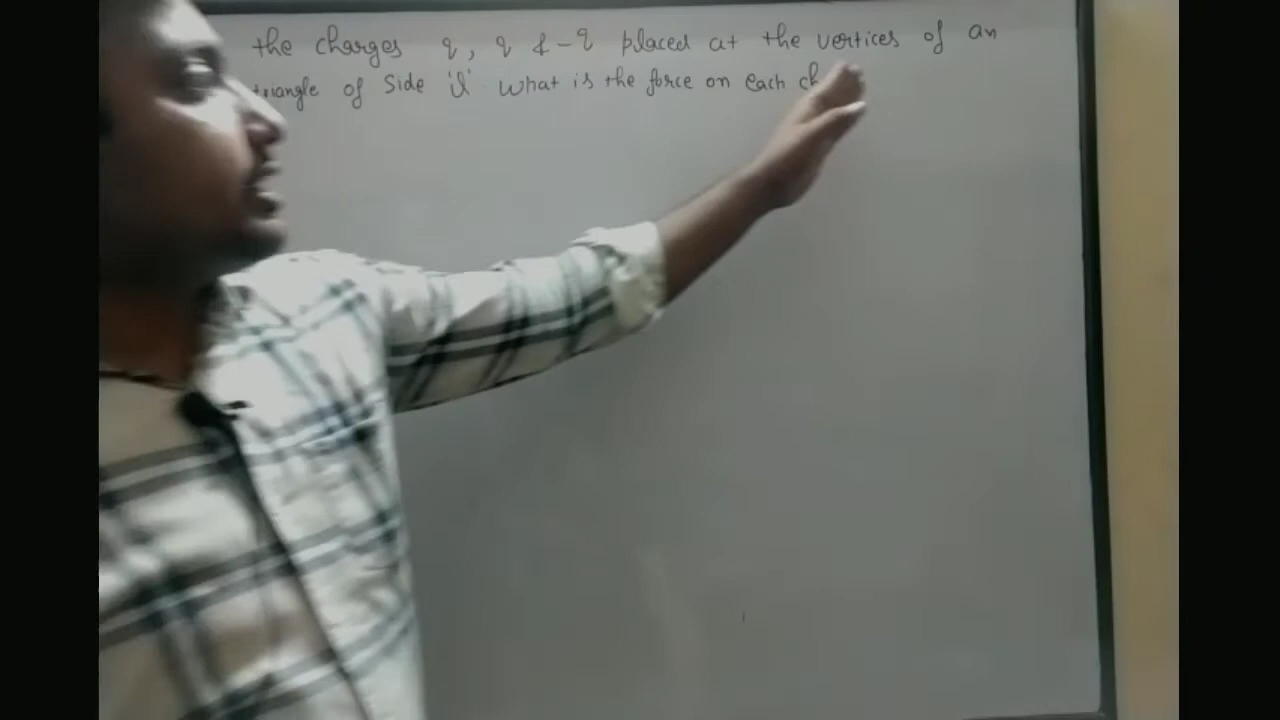 the charges q, q & -q placed at the vertices of an
triangle of side 'l' what is the force on each